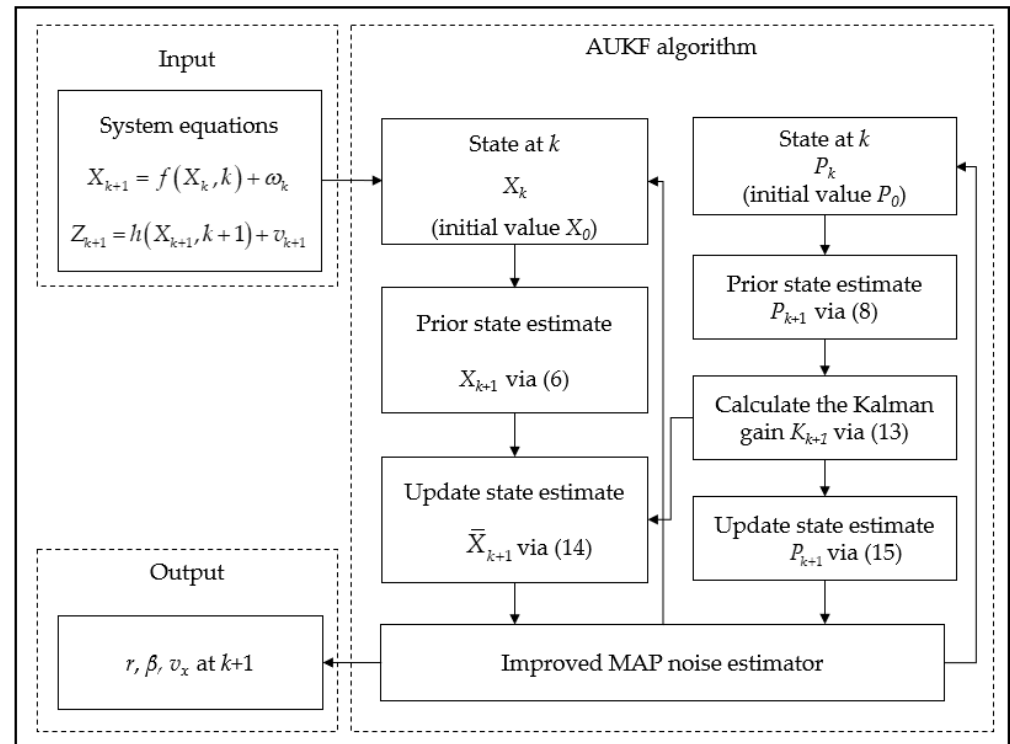 Input
System equations
X_{k+1} = f(X_k, k) + ω_k
Z_{k+1} = h(X_{k+1}, k+1) + v_{k+1}
AUKF algorithm
State at k
X_k
(initial value X_0)
Prior state estimate
X_{k+1} via (6)
Update state estimate
X̄_{k+1} via (14)
State at k
P_k
(initial value P_0)
Prior state estimate
P_{k+1} via (8)
Calculate the Kalman
gain K_{k+1} via (13)
Update state estimate
P_{k+1} via (15)
Improved MAP noise estimator
Output
r, β, v_x at k+1